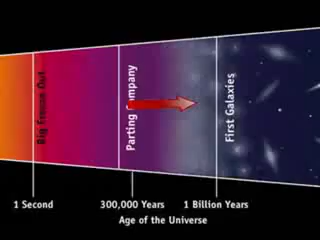 Big Freeze Out
Parting Company
First Galaxies
1 Second
300,000 Years
1 Billion Years
Age of the Universe